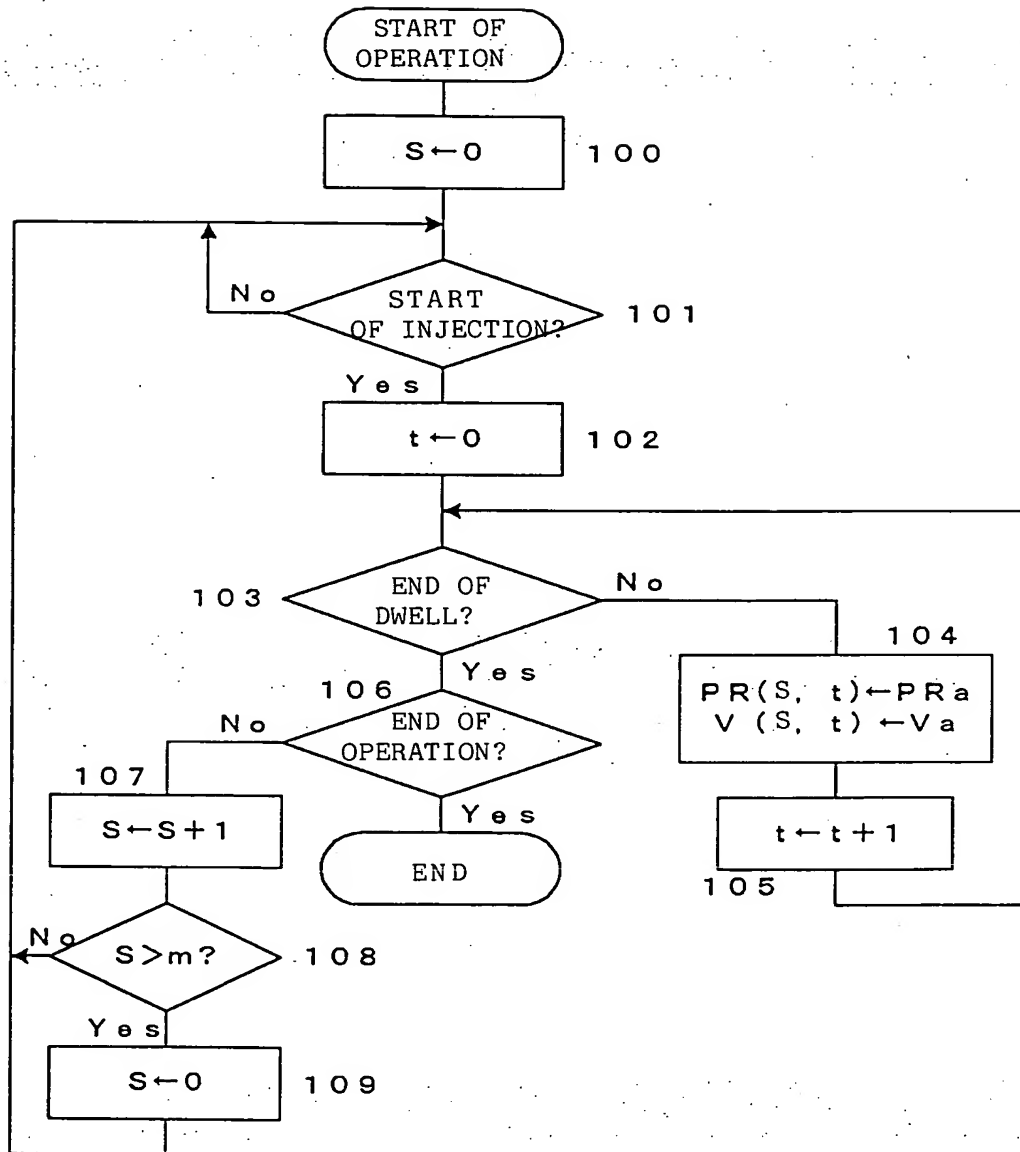 START OF
OPERATION
S←0
100
No
START
OF INJECTION?
101
Yes
t←0
102
103
END OF
DWELL?
No
Yes
104
PR(S, t)←PRa
V (S, t) ←Va
106
END OF
OPERATION?
No
Yes
107
S←S+1
t←t+1
105
END
No
S>m?
108
Yes
S←0
109